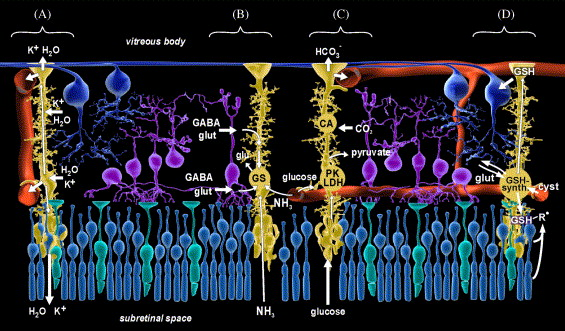 (A) (B) (C) (D)
K⁺ H₂O
vitreous body
HCO₃⁻
GSH
K⁺
H₂O
GABA
glut
CA
CO₂
pyruvate
H₂O
K⁺
glu
GS
GABA
glut
glucose
PK
LDH
glut
GSH-
synth.
cyst
NH₃
GSH
R•
H₂O K⁺
subretinal space
NH₃
glucose